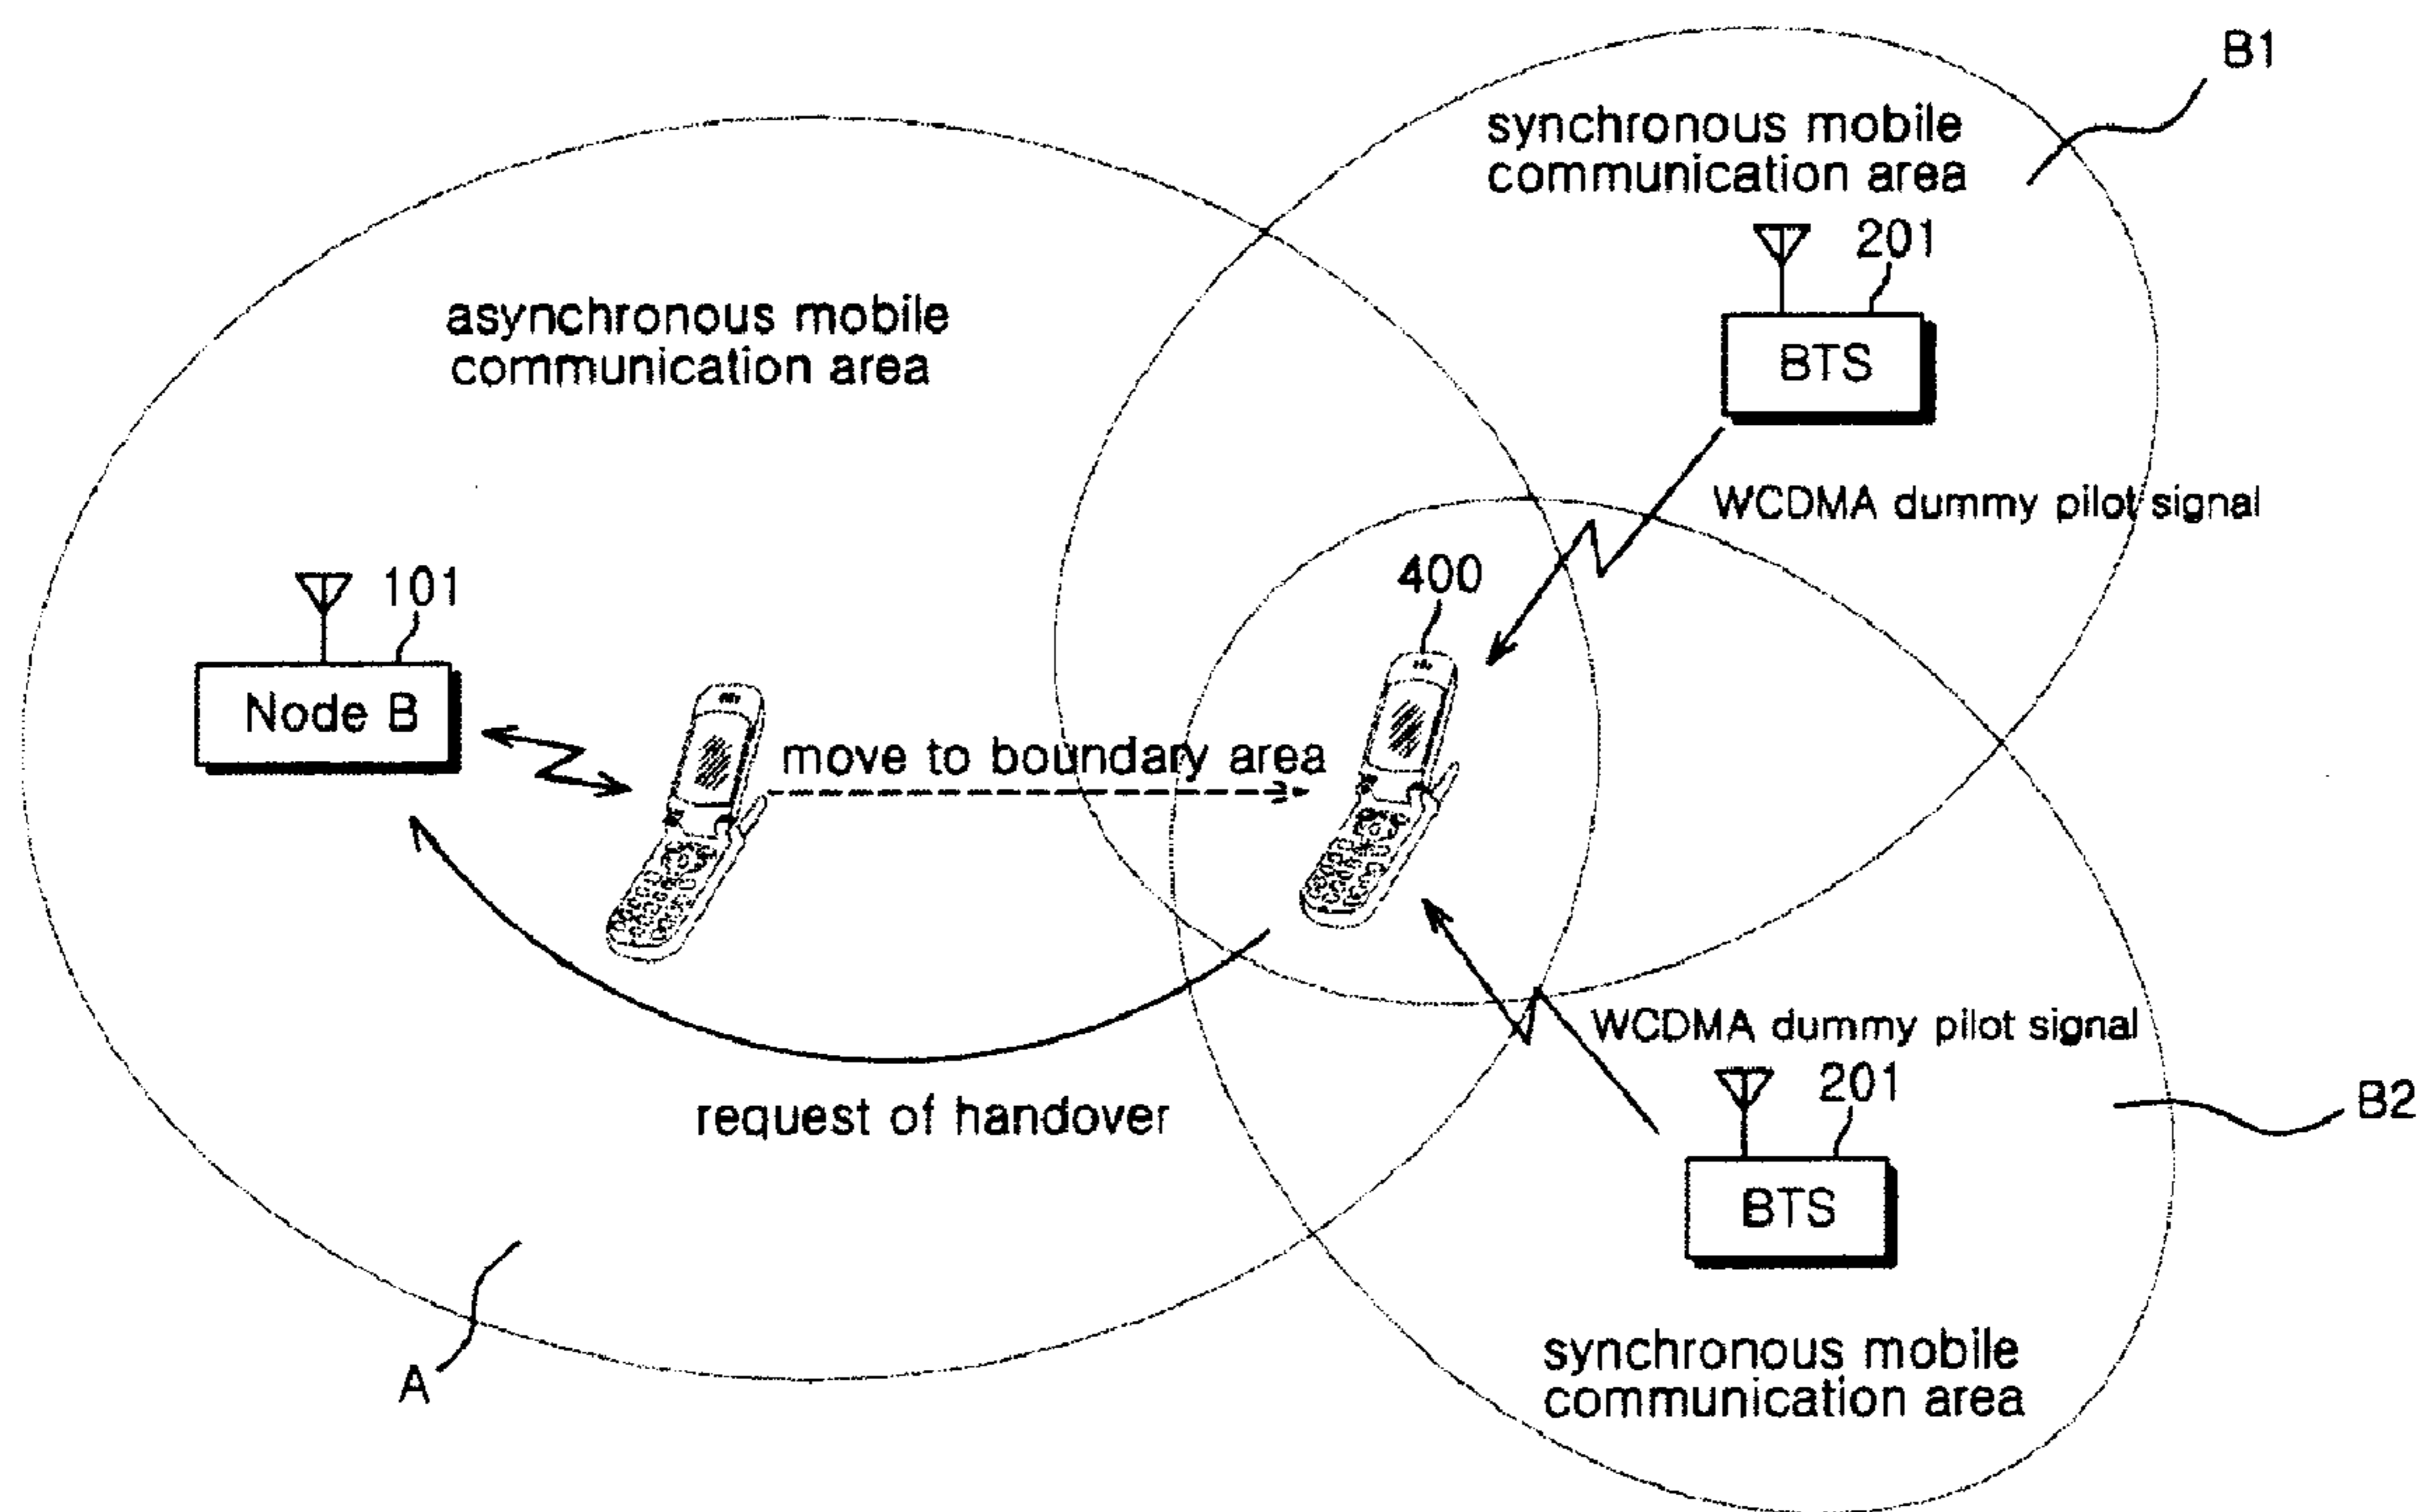 B1
synchronous mobile
communication area
201
BTS
asynchronous mobile
communication area
WCDMA dummy pilot signal
400
101
Node B
move to boundary area
WCDMA dummy pilot signal
201
B2
request of handover
BTS
synchronous mobile
communication area
A